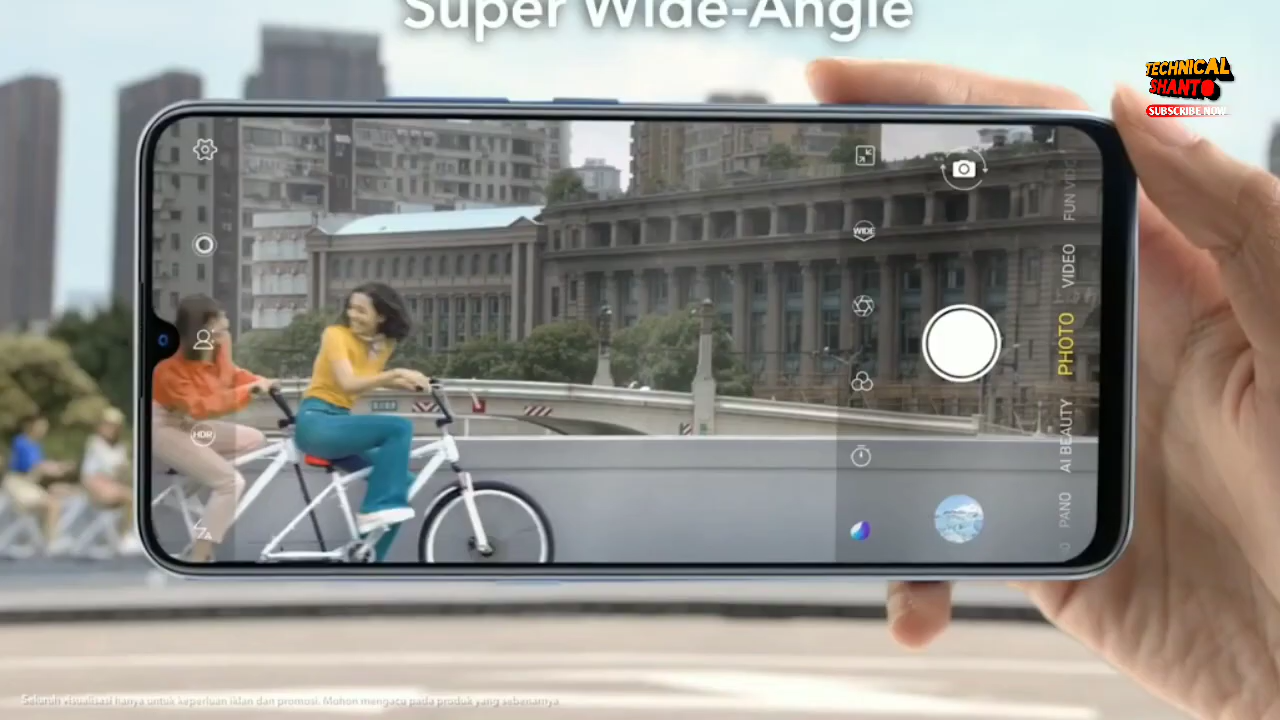 Super Wide-Angle
TECHNICAL
SHANTO
SUBSCRIBE NOW
WIDE
HDR
FUN VIDEO
VIDEO
PHOTO
AI BEAUTY
PANO
Seluruh visualisasi hanya untuk keperluan iklan dan promosi. Mohon mengacu pada produk yang sebenarnya